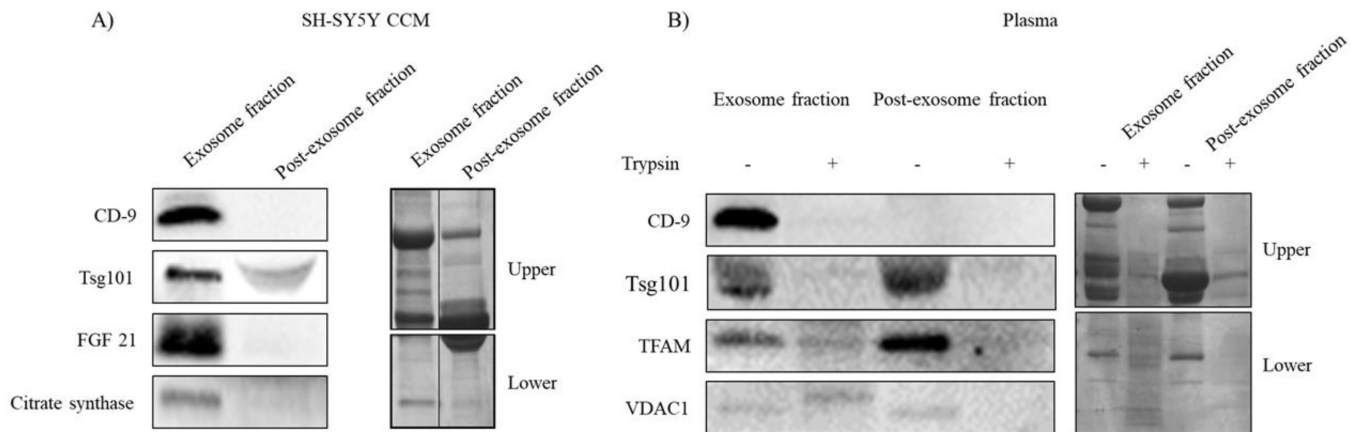 A)
SH-SY5Y CCM
Exosome fraction
Post-exosome fraction
Exosome fraction
Post-exosome fraction
CD-9
Tsg101
FGF 21
Citrate synthase
Upper
Lower
B)
Plasma
Exosome fraction
Post-exosome fraction
Exosome fraction
Post-exosome fraction
Trypsin - + - + - + - +
CD-9
Tsg101
TFAM
VDAC1
Upper
Lower